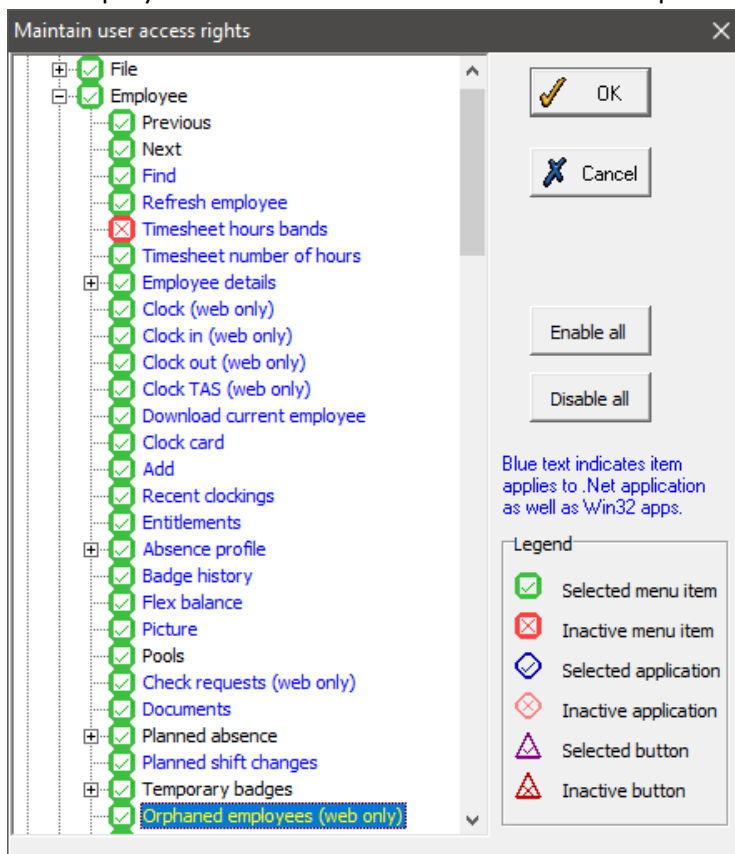 Maintain user access rights
File
Employee
Previous
Next
Find
Refresh employee
Timesheet hours bands
Timesheet number of hours
Employee details
Clock (web only)
Clock in (web only)
Clock out (web only)
Clock TAS (web only)
Download current employee
Clock card
Add
Recent clockings
Entitlements
Absence profile
Badge history
Flex balance
Picture
Pools
Check requests (web only)
Documents
Planned absence
Planned shift changes
Temporary badges
Orphaned employees (web only)
OK
Cancel
Enable all
Disable all
Blue text indicates item
applies to .Net application
as well as Win32 apps.
Legend
Selected menu item
Inactive menu item
Selected application
Inactive application
Selected button
Inactive button